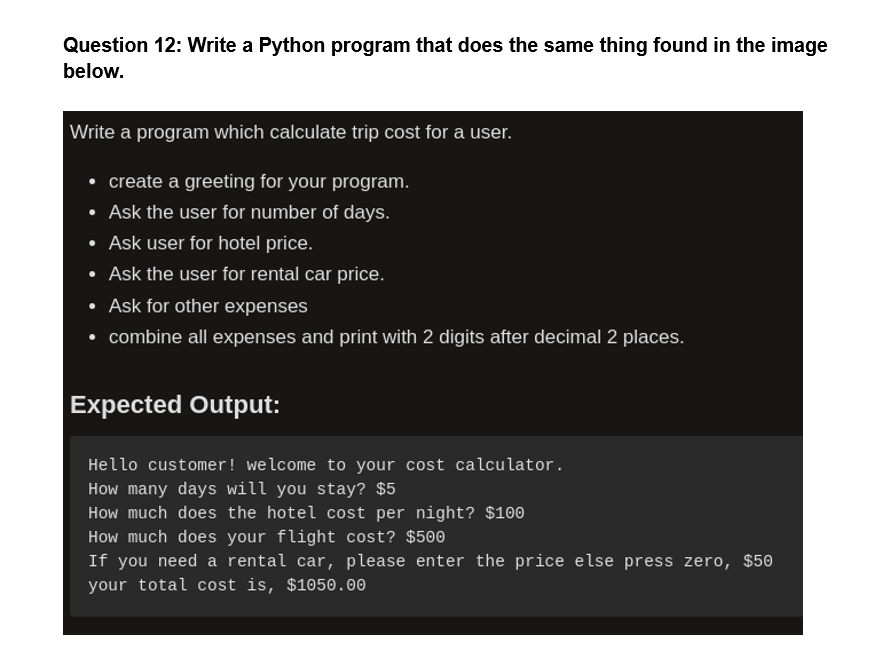 Question 12: Write a Python program that does the same thing found in the image
below.
Write a program which calculate trip cost for a user.
• create a greeting for your program.
• Ask the user for number of days.
• Ask user for hotel price.
• Ask the user for rental car price.
• Ask for other expenses
• combine all expenses and print with 2 digits after decimal 2 places.
Expected Output:
Hello customer! welcome to your cost calculator.
How many days will you stay? $5
How much does the hotel cost per night? $100
How much does your flight cost? $500
If you need a rental car, please enter the price else press zero, $50
your total cost is, $1050.00